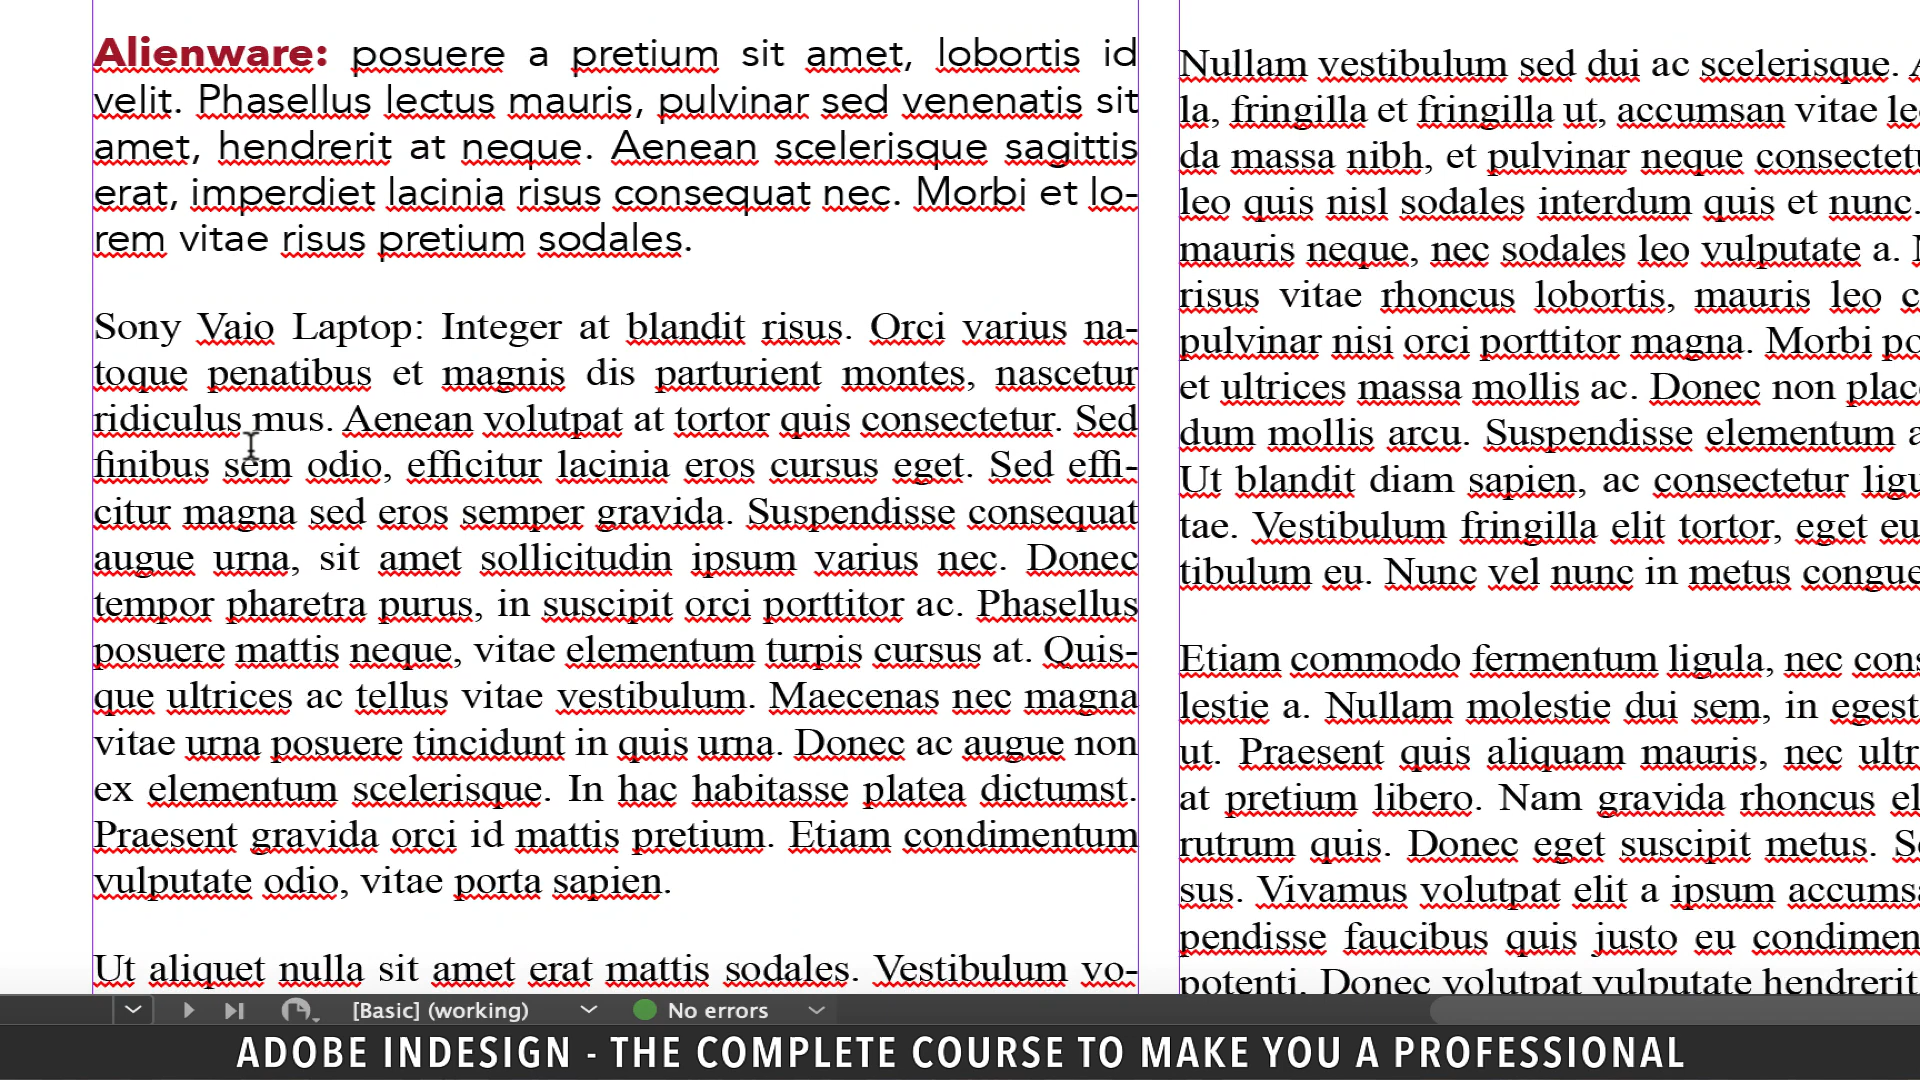 Alienware: posuere a pretium sit amet, lobortis id
velit. Phasellus lectus mauris, pulvinar sed venenatis sit
amet, hendrerit at neque. Aenean scelerisque sagittis
erat, imperdiet lacinia risus consequat nec. Morbi et lo-
rem vitae risus pretium sodales.
Sony Vaio Laptop: Integer at blandit risus. Orci varius na-
toque penatibus et magnis dis parturient montes, nascetur
ridiculus mus. Aenean volutpat at tortor quis consectetur. Sed
finibus sem odio, efficitur lacinia eros cursus eget. Sed effi-
citur magna sed eros semper gravida. Suspendisse consequat
augue urna, sit amet sollicitudin ipsum varius nec. Donec
tempor pharetra purus, in suscipit orci porttitor ac. Phasellus
posuere mattis neque, vitae elementum turpis cursus at. Quis-
que ultrices ac tellus vitae vestibulum. Maecenas nec magna
vitae urna posuere tincidunt in quis urna. Donec ac augue non
ex elementum scelerisque. In hac habitasse platea dictumst.
Praesent gravida orci id mattis pretium. Etiam condimentum
vulputate odio, vitae porta sapien.
Ut aliquet nulla sit amet erat mattis sodales. Vestibulum vo-
Nullam vestibulum sed dui ac scelerisque.
la, fringilla et fringilla ut, accumsan vitae
da massa nibh, et pulvinar neque
leo quis nisl sodales interdum quis et nunc.
mauris neque, nec sodales leo vulputate a.
risus vitae rhoncus lobortis, mauris leo
pulvinar nisi orci porttitor magna. Morbi
et ultrices massa mollis ac. Donec non
dum mollis arcu. Suspendisse elementum
Ut blandit diam sapien, ac consectetur
tae. Vestibulum fringilla elit tortor, eget
tibulum eu. Nunc vel nunc in metus
Etiam commodo fermentum ligula, nec
lestie a. Nullam molestie dui sem, in
ut. Praesent quis aliquam mauris, nec
at pretium libero. Nam gravida rhoncus
rutrum quis. Donec eget suscipit metus.
sus. Vivamus volutpat elit a ipsum
pendisse faucibus quis justo eu
potenti. Donec volutpat vulputate hendrerit
[Basic] (working) No errors
ADOBE INDESIGN - THE COMPLETE COURSE TO MAKE YOU A PROFESSIONAL